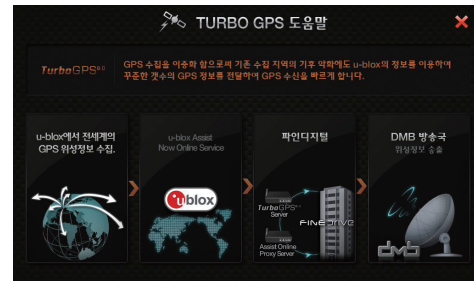 TURBO GPS 도움말
TurboGPS
GPS 수집을 이중화 함으로써 기존 수집 지역의 기후 악화에도 u-blox의 정보를 이용하여
꾸준한 갯수의 GPS 정보를 전달하여 GPS 수신을 빠르게 합니다.
u-blox에서 전세계의
GPS 위성정보 수집.
u-blox Assist
Now Online Service
ublox
파인디지털
TurboGPS
Server
FINEDRIVE
Assist Online
Proxy Server
DMB 방송국
위성정보 송출
dmb